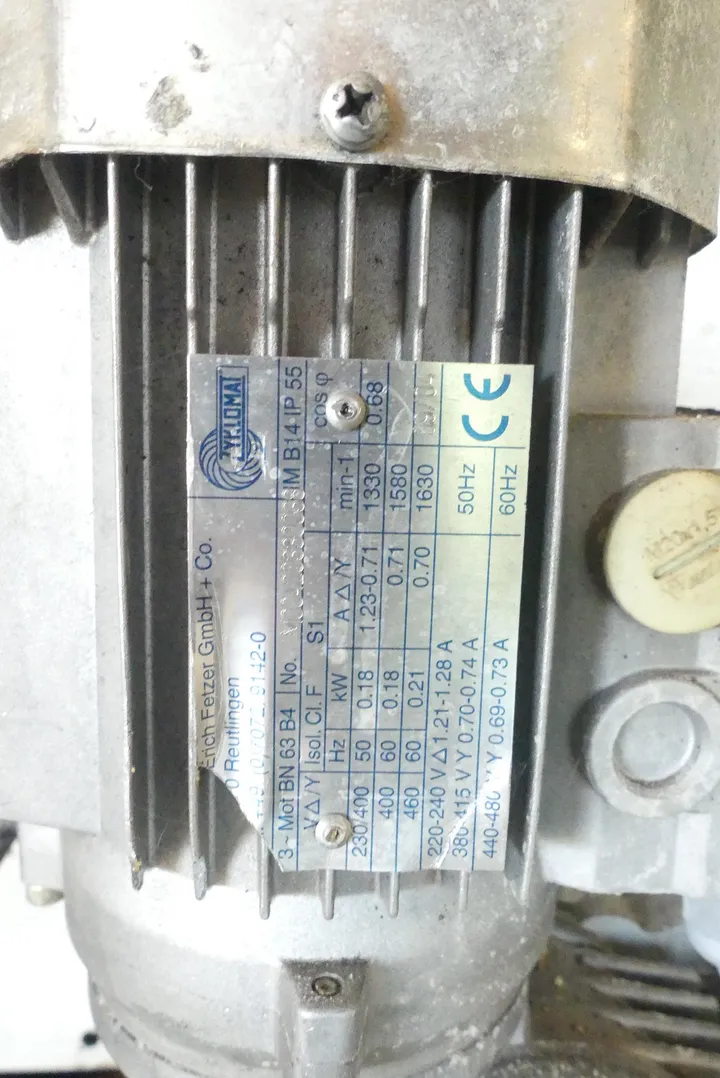 ZYKLOMAT
Erich Fetzer GmbH + Co.
0 Reutlingen
3 ~ Mot BN 63 B4 No. IM B14 IP 55
V Δ/Y Isol. Cl. F S1
Hz kW A Δ/Y min-1 cos φ
230/400 50 0.18 1.23-0.71 1330 0.68
400 60 0.18 0.71 1580
460 60 0.21 0.70 1630
220-240 V Δ 1.21-1.28 A
380-415 V Y 0.70-0.74 A 50Hz
440-480 Y 0.69-0.73 A 60Hz
CE